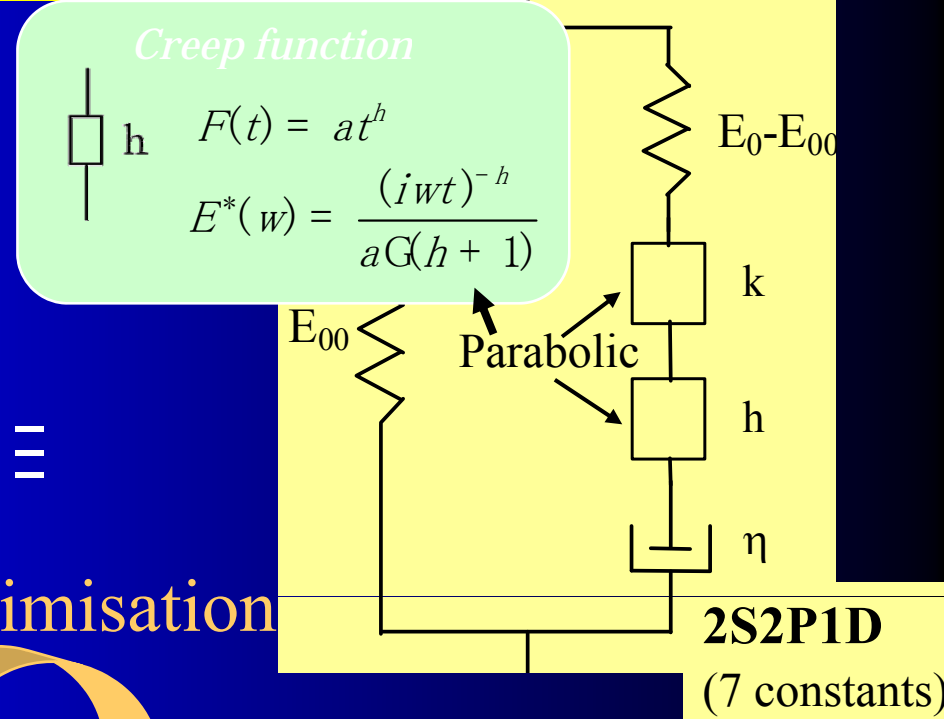 Creep function
h
F(t) = at^h
E*(w) = (iwt)^-h / aG(h + 1)
E₀-E₀₀
k
E₀₀
Parabolic
h
Ξ
η
imisation
2S2P1D
(7 constants)